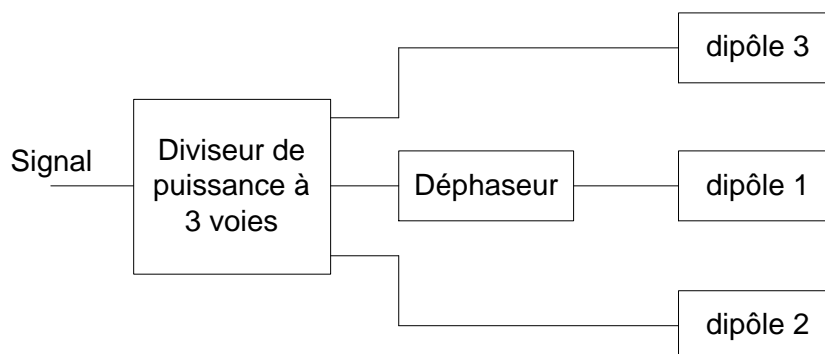 dipôle 3
Signal
Diviseur de
puissance à
3 voies
Déphaseur
dipôle 1
dipôle 2